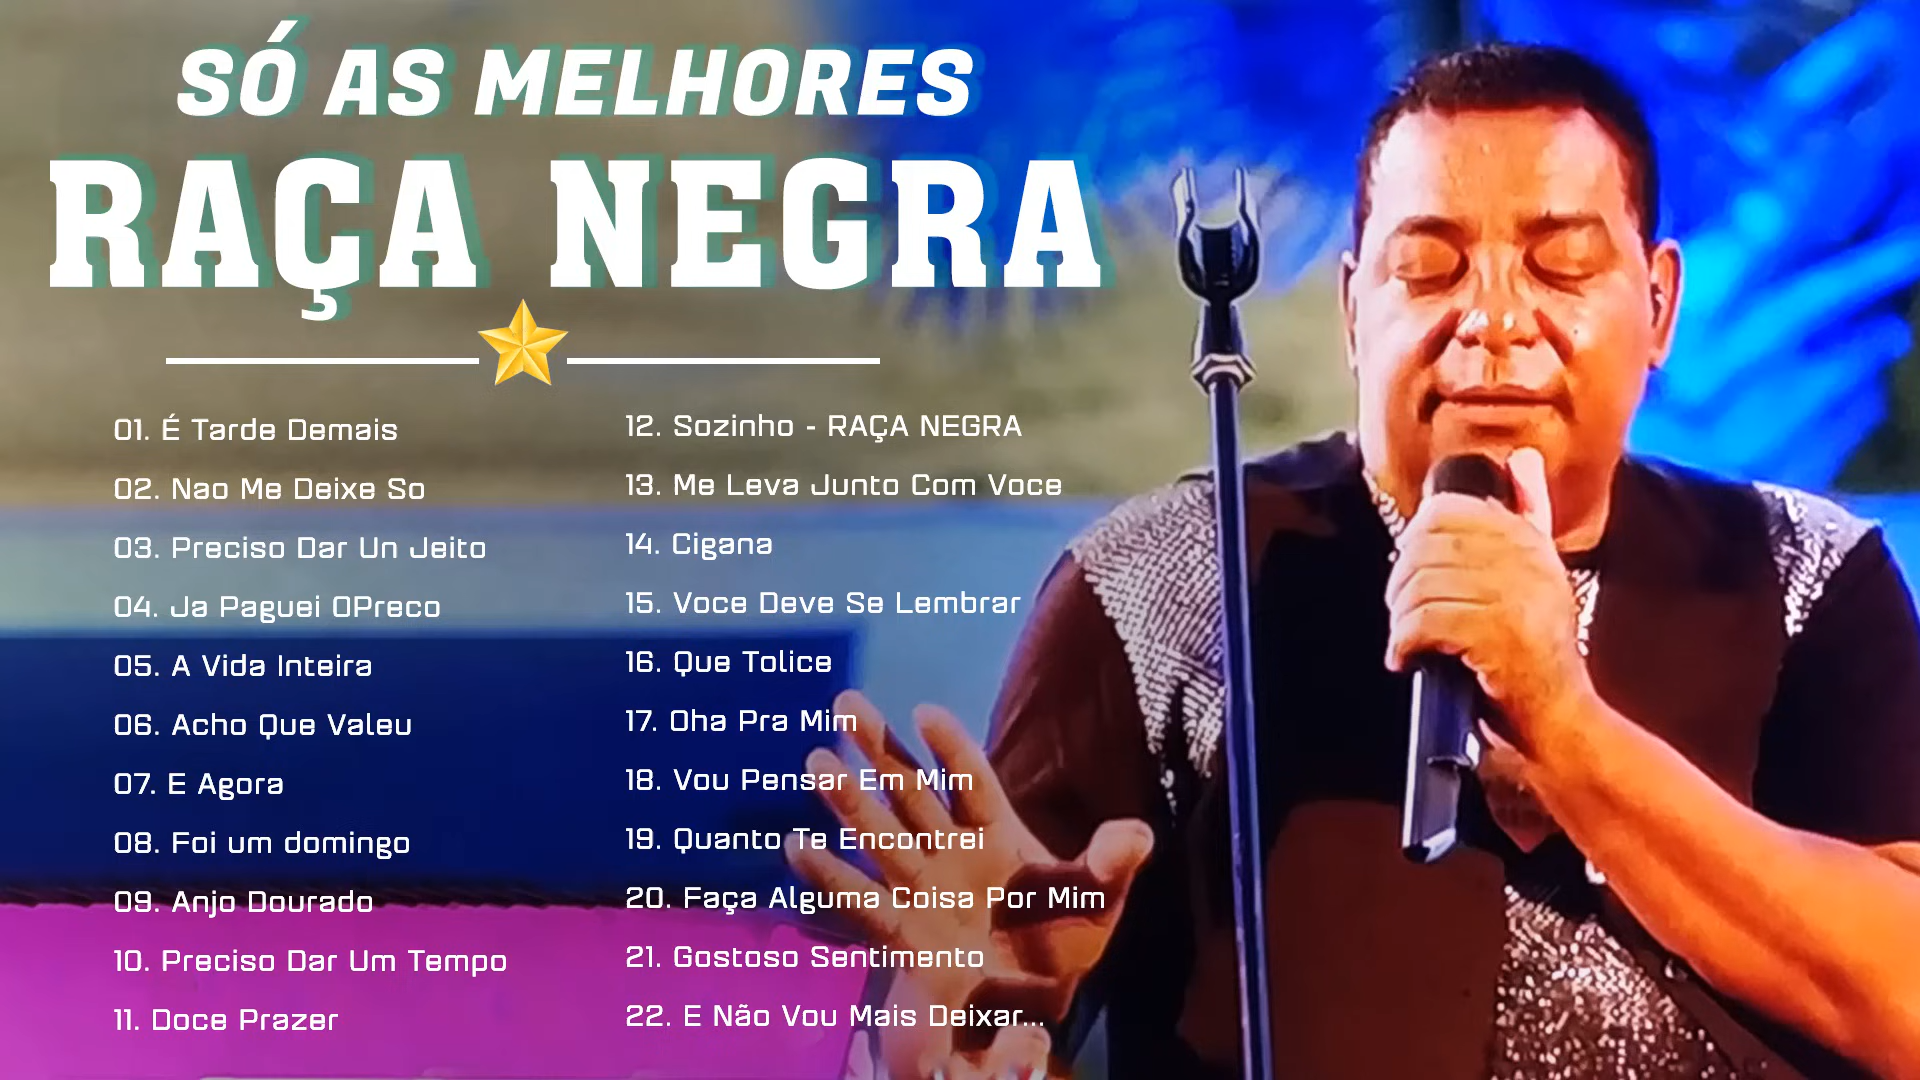 SÓ AS MELHORES
RAÇA NEGRA
01. É Tarde Demais
02. Nao Me Deixe So
03. Preciso Dar Un Jeito
04. Ja Paguei OPreco
05. A Vida Inteira
06. Acho Que Valeu
07. E Agora
08. Foi um domingo
09. Anjo Dourado
10. Preciso Dar Um Tempo
11. Doce Prazer
12. Sozinho - RAÇA NEGRA
13. Me Leva Junto Com Voce
14. Cigana
15. Voce Deve Se Lembrar
16. Que Tolice
17. Oha Pra Mim
18. Vou Pensar Em Mim
19. Quanto Te Encontrei
20. Faça Alguma Coisa Por Mim
21. Gostoso Sentimento
22. E Não Vou Mais Deixar...